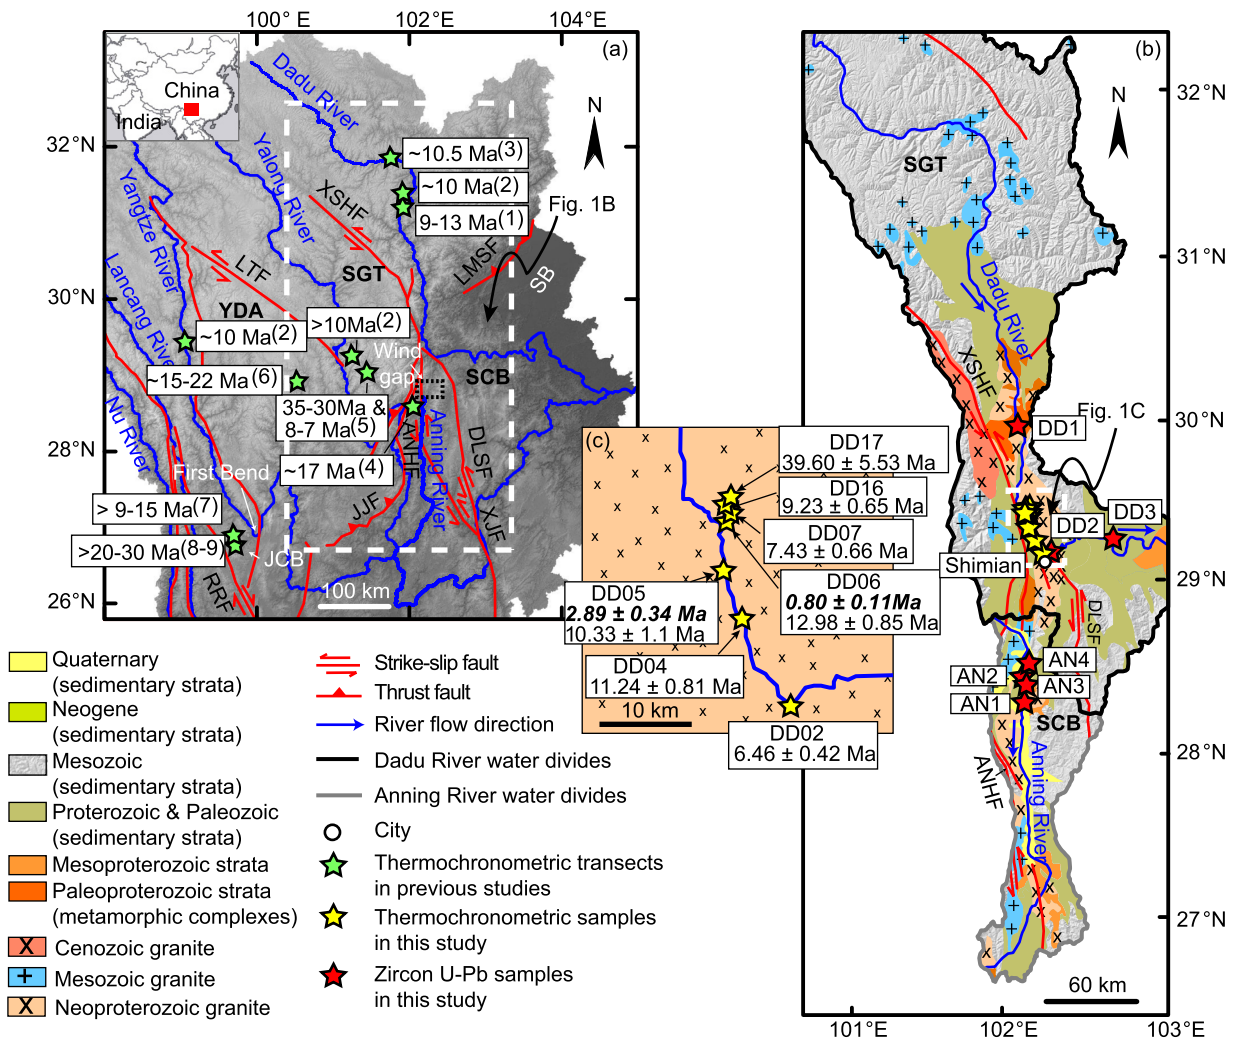 100° E
102°E
104°E
(a)
China
India
N
32°N
30°N
28°N
26°N
Dadu River
Yalong River
Yangtze River
Lancang River
Nu River
XSHF
LTF
SGT
YDA
LMSF
SB
SCB
Fig. 1B
~10.5 Ma(3)
~10 Ma(2)
9-13 Ma(1)
~10 Ma(2)
>10Ma(2)
~15-22 Ma(6)
35-30Ma &
8-7 Ma(5)
~17 Ma(4)
> 9-15 Ma(7)
>20-30 Ma(8-9)
Wind
gap
First Bend
JCB
RRF
JJF
ANHF
Anning River
DLSF
XJF
100 km
(b)
N
32°N
31°N
30°N
29°N
28°N
27°N
101°E
102°E
103°E
SGT
Dadu River
XSHF
Fig. 1C
DD1
DD2
DD3
Shimian
DLSF
AN4
AN2
AN3
AN1
SCB
ANHF
Anning River
60 km
(c)
DD17
39.60 ± 5.53 Ma
DD16
9.23 ± 0.65 Ma
DD07
7.43 ± 0.66 Ma
DD06
0.80 ± 0.11Ma
12.98 ± 0.85 Ma
DD05
2.89 ± 0.34 Ma
10.33 ± 1.1 Ma
DD04
11.24 ± 0.81 Ma
DD02
6.46 ± 0.42 Ma
10 km
Quaternary
(sedimentary strata)
Neogene
(sedimentary strata)
Mesozoic
(sedimentary strata)
Proterozoic & Paleozoic
(sedimentary strata)
Mesoproterozoic strata
Paleoproterozoic strata
(metamorphic complexes)
Cenozoic granite
Mesozoic granite
Neoproterozoic granite
Strike-slip fault
Thrust fault
River flow direction
Dadu River water divides
Anning River water divides
City
Thermochronometric transects
in previous studies
Thermochronometric samples
in this study
Zircon U-Pb samples
in this study